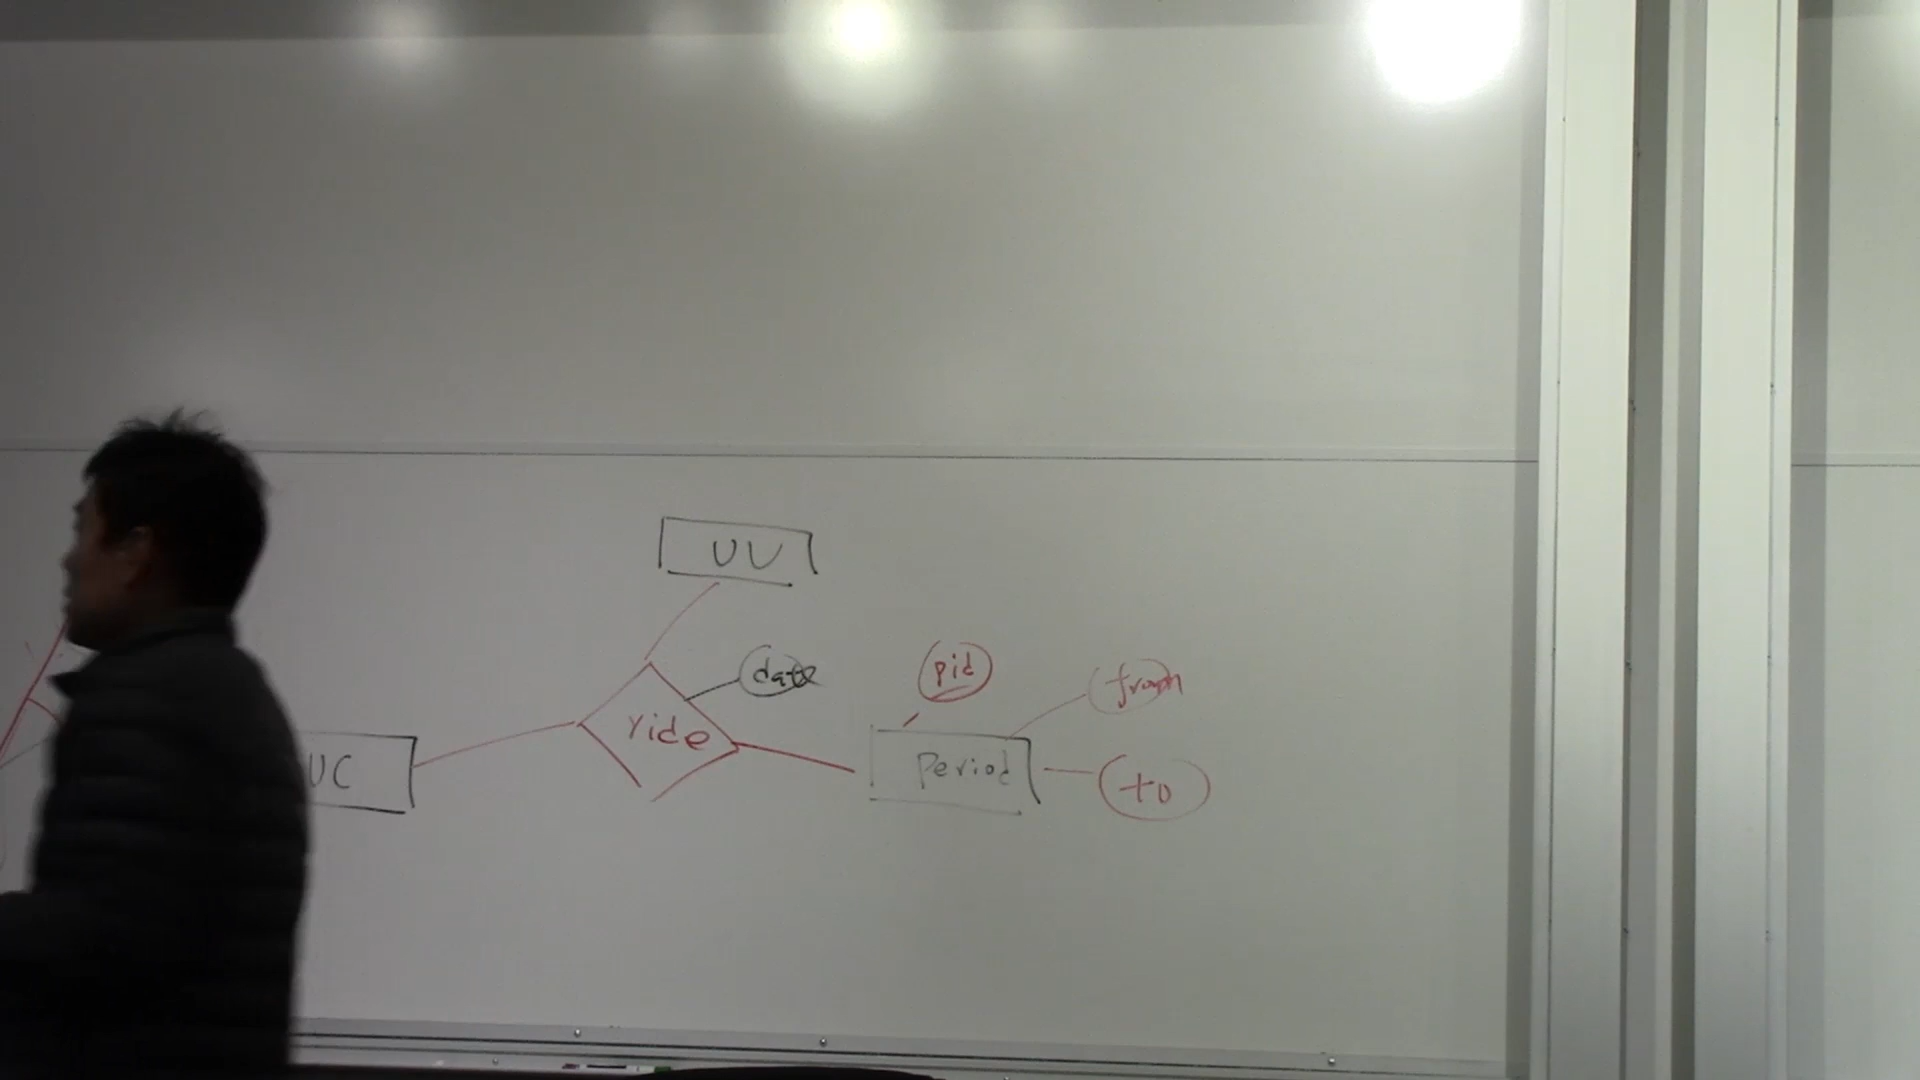 UV
date
pid
from
ride
UC
Period
to